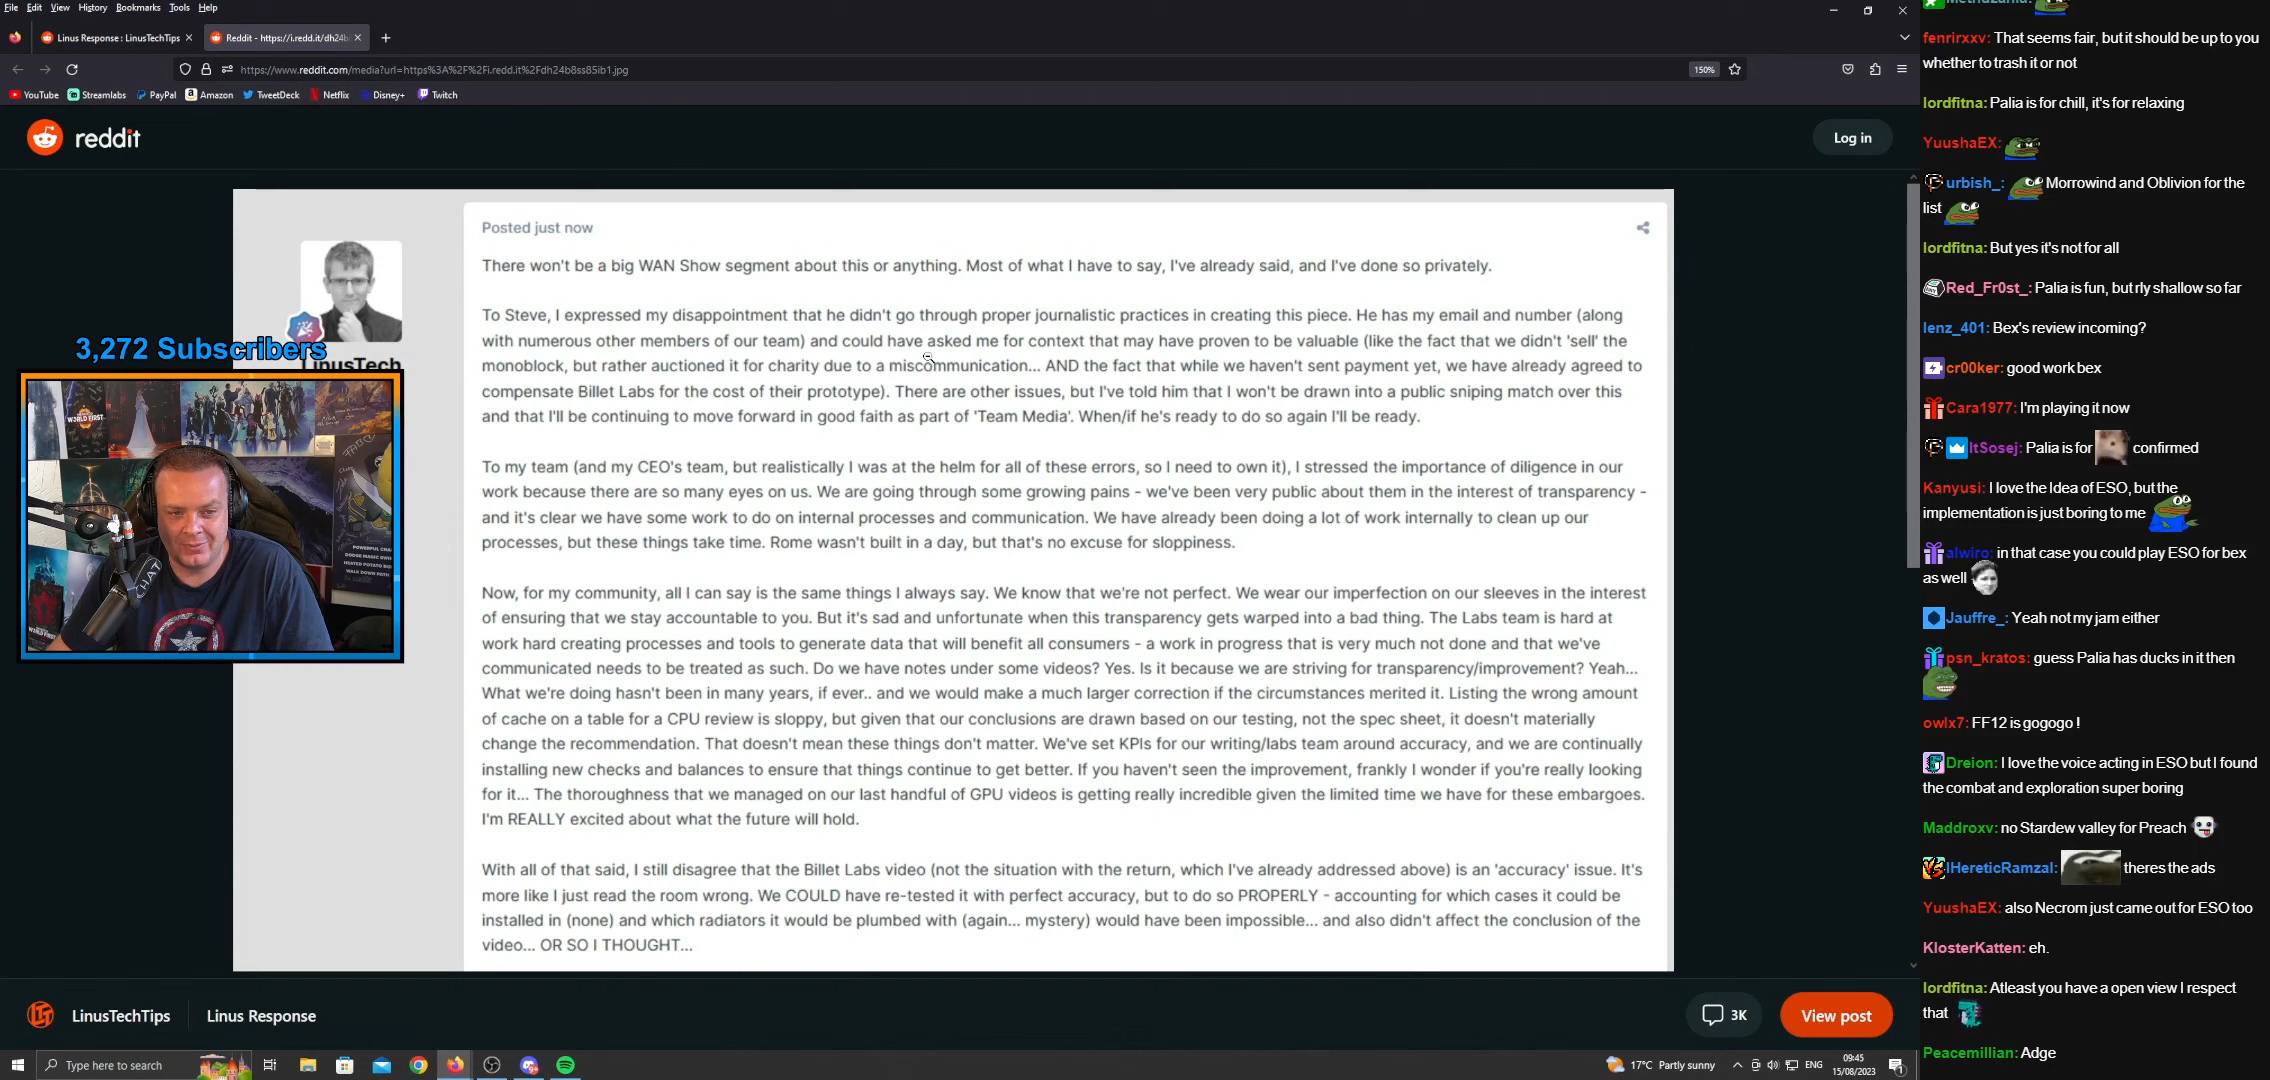 File Edit View History Bookmarks Tools Help
Linus Response : LinusTechTips
Reddit - https://i.redd.it/dh24b
https://www.reddit.com/media?url=https%3A%2F%2Fi.redd.it%2Fdh24b8ss85ib1.jpg
150%
YouTube Streamlabs PayPal Amazon TweetDeck Netflix Disney+ Twitch
reddit
Log in
Posted just now
There won't be a big WAN Show segment about this or anything. Most of what I have to say, I've already said, and I've done so privately.
To Steve, I expressed my disappointment that he didn't go through proper journalistic practices in creating this piece. He has my email and number (along
with numerous other members of our team) and could have asked me for context that may have proven to be valuable (like the fact that we didn't 'sell' the
monoblock, but rather auctioned it for charity due to a miscommunication... AND the fact that while we haven't sent payment yet, we have already agreed to
compensate Billet Labs for the cost of their prototype). There are other issues, but I've told him that I won't be drawn into a public sniping match over this
and that I'll be continuing to move forward in good faith as part of 'Team Media'. When/if he's ready to do so again I'll be ready.
To my team (and my CEO's team, but realistically I was at the helm for all of these errors, so I need to own it), I stressed the importance of diligence in our
work because there are so many eyes on us. We are going through some growing pains - we've been very public about them in the interest of transparency -
and it's clear we have some work to do on internal processes and communication. We have already been doing a lot of work internally to clean up our
processes, but these things take time. Rome wasn't built in a day, but that's no excuse for sloppiness.
Now, for my community, all I can say is the same things I always say. We know that we're not perfect. We wear our imperfection on our sleeves in the interest
of ensuring that we stay accountable to you. But it's sad and unfortunate when this transparency gets warped into a bad thing. The Labs team is hard at
work hard creating processes and tools to generate data that will benefit all consumers - a work in progress that is very much not done and that we've
communicated needs to be treated as such. Do we have notes under some videos? Yes. Is it because we are striving for transparency/improvement? Yeah...
What we're doing hasn't been in many years, if ever.. and we would make a much larger correction if the circumstances merited it. Listing the wrong amount
of cache on a table for a CPU review is sloppy, but given that our conclusions are drawn based on our testing, not the spec sheet, it doesn't materially
change the recommendation. That doesn't mean these things don't matter. We've set KPIs for our writing/labs team around accuracy, and we are continually
installing new checks and balances to ensure that things continue to get better. If you haven't seen the improvement, frankly I wonder if you're really looking
for it... The thoroughness that we managed on our last handful of GPU videos is getting really incredible given the limited time we have for these embargoes.
I'm REALLY excited about what the future will hold.
With all of that said, I still disagree that the Billet Labs video (not the situation with the return, which I've already addressed above) is an 'accuracy' issue. It's
more like I just read the room wrong. We COULD have re-tested it with perfect accuracy, but to do so PROPERLY - accounting for which cases it could be
installed in (none) and which radiators it would be plumbed with (again... mystery) would have been impossible... and also didn't affect the conclusion of the
video... OR SO I THOUGHT...
3,272 Subscribers
LinusTech
WORLD FIRST
CHAT
LinusTechTips
Linus Response
3K
View post
Type here to search
17°C Partly sunny
ENG
09:45
15/08/2023
fenrirxxv: That seems fair, but it should be up to you
whether to trash it or not
lordfitna: Palia is for chill, it's for relaxing
YuushaEX:
urbish_: Morrowind and Oblivion for the
list
lordfitna: But yes it's not for all
Red_Fr0st_: Palia is fun, but rly shallow so far
lenz_401: Bex's review incoming?
cr00ker: good work bex
Cara1977: I'm playing it now
ItSosej: Palia is for confirmed
Kanyusi: I love the Idea of ESO, but the
implementation is just boring to me
alwiro: in that case you could play ESO for bex
as well
Jauffre_: Yeah not my jam either
psn_kratos: guess Palia has ducks in it then
owlx7: FF12 is gogogo !
Dreion: I love the voice acting in ESO but I found
the combat and exploration super boring
Maddroxv: no Stardew valley for Preach
IHereticRamzal: theres the ads
YuushaEX: also Necrom just came out for ESO too
KlosterKatten: eh.
lordfitna: Atleast you have a open view I respect
that
Peacemillian: Adge